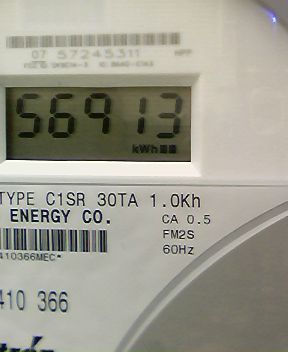 07 57245311
56913
kWh
TYPE C1SR 30TA 1.0Kh
ENERGY CO.
CA 0.5
FM2S
60Hz
410366MEC*
410 366